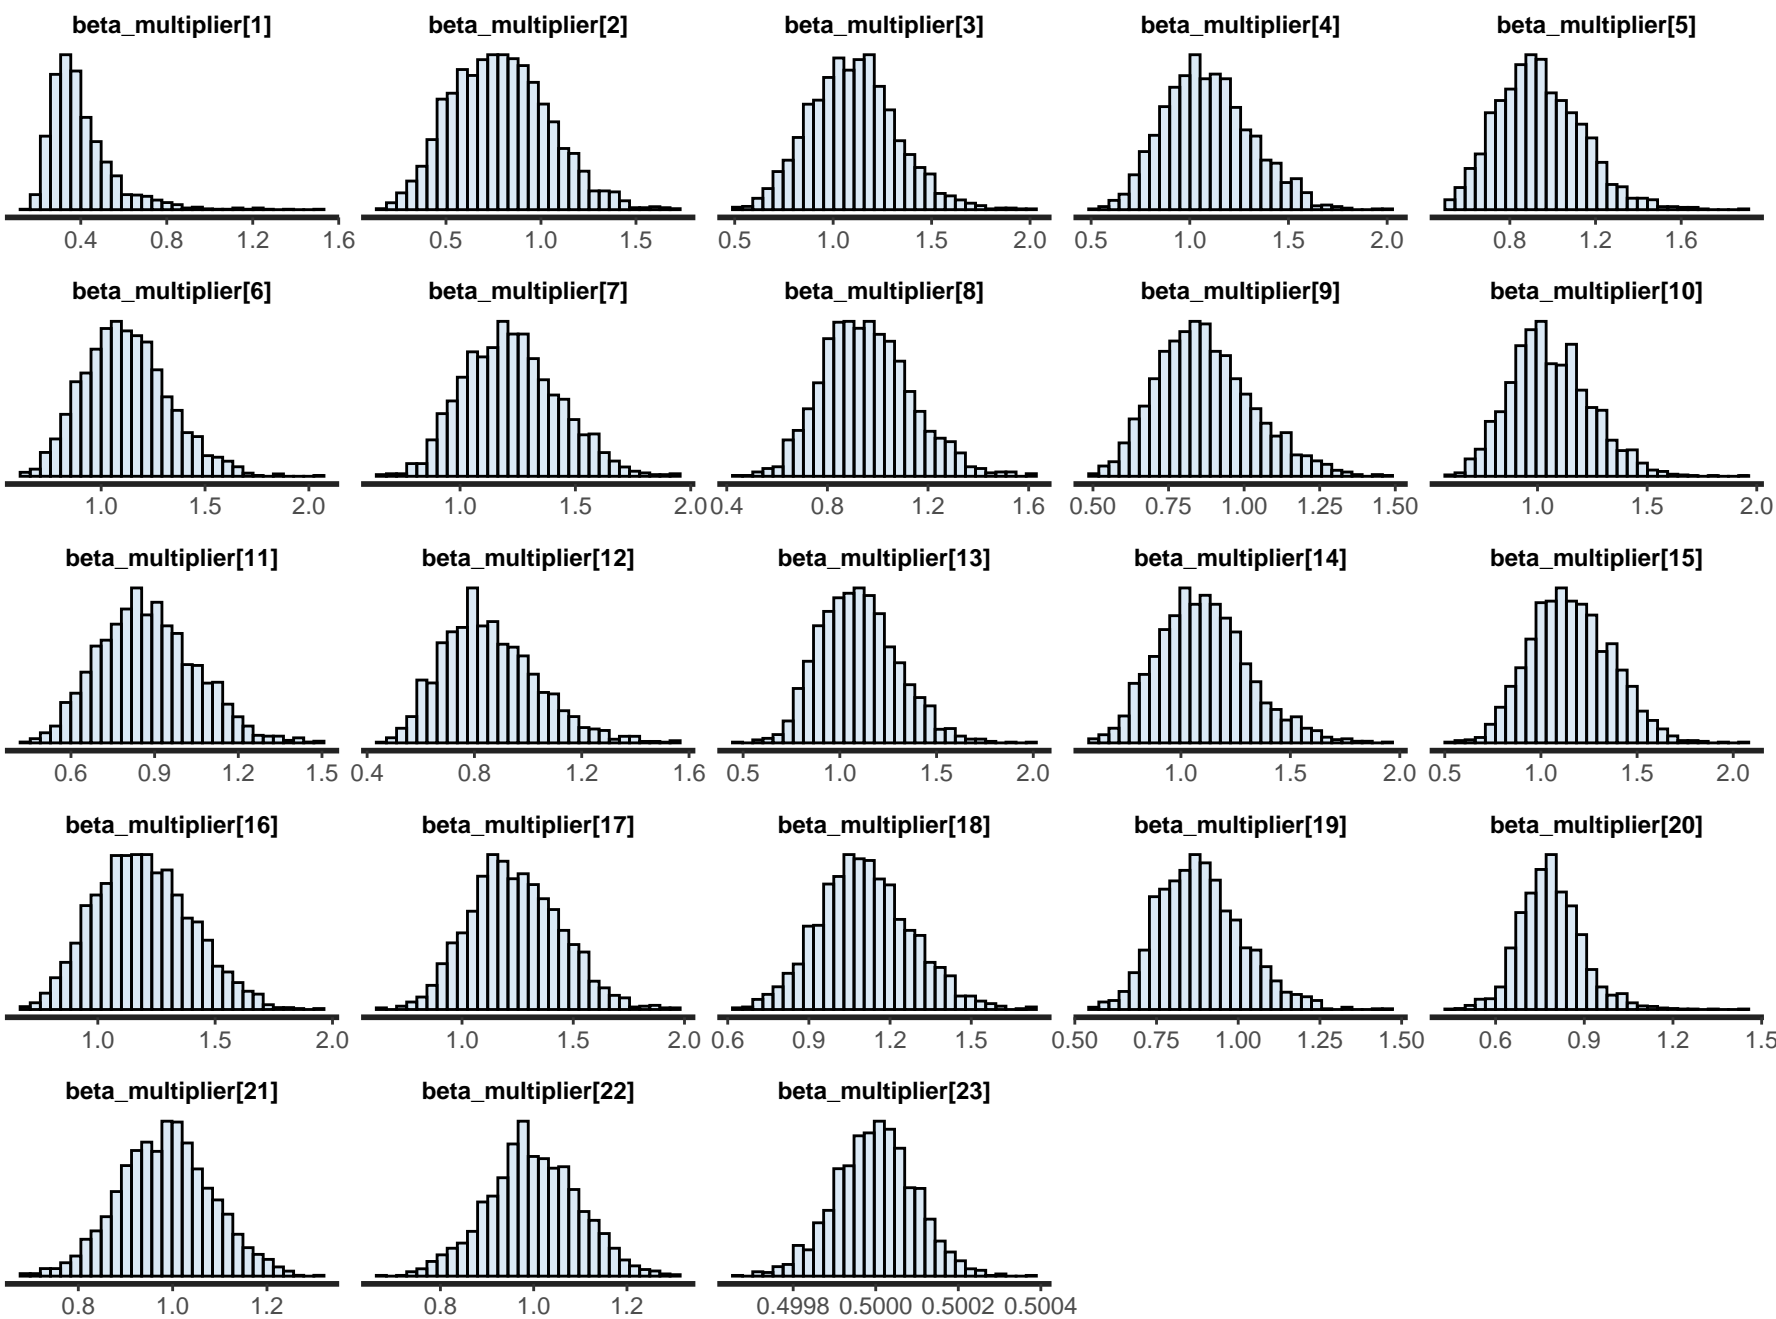 beta_multiplier[1] beta_multiplier[2] beta_multiplier[3] beta_multiplier[4] beta_multiplier[5]
0.4 0.8 1.2 1.6 0.5 1.0 1.5 0.5 1.0 1.5 2.0 0.5 1.0 1.5 2.0 0.8 1.2 1.6
beta_multiplier[6] beta_multiplier[7] beta_multiplier[8] beta_multiplier[9] beta_multiplier[10]
1.0 1.5 2.0 1.0 1.5 2.0 0.4 0.8 1.2 1.6 0.50 0.75 1.00 1.25 1.50 1.0 1.5 2.0
beta_multiplier[11] beta_multiplier[12] beta_multiplier[13] beta_multiplier[14] beta_multiplier[15]
0.6 0.9 1.2 1.5 0.4 0.8 1.2 1.6 0.5 1.0 1.5 2.0 1.0 1.5 2.0 0.5 1.0 1.5 2.0
beta_multiplier[16] beta_multiplier[17] beta_multiplier[18] beta_multiplier[19] beta_multiplier[20]
1.0 1.5 2.0 1.0 1.5 2.0 0.6 0.9 1.2 1.5 0.50 0.75 1.00 1.25 1.50 0.6 0.9 1.2 1.5
beta_multiplier[21] beta_multiplier[22] beta_multiplier[23]
0.8 1.0 1.2 0.8 1.0 1.2 0.4998 0.5000 0.5002 0.5004